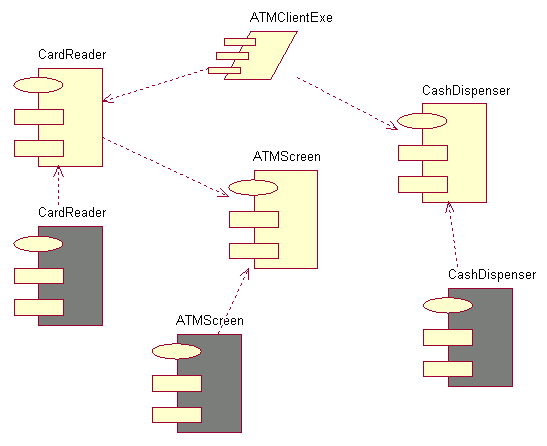 ATMClientExe
CardReader
CashDispenser
ATMScreen
CardReader
CashDispenser
ATMScreen